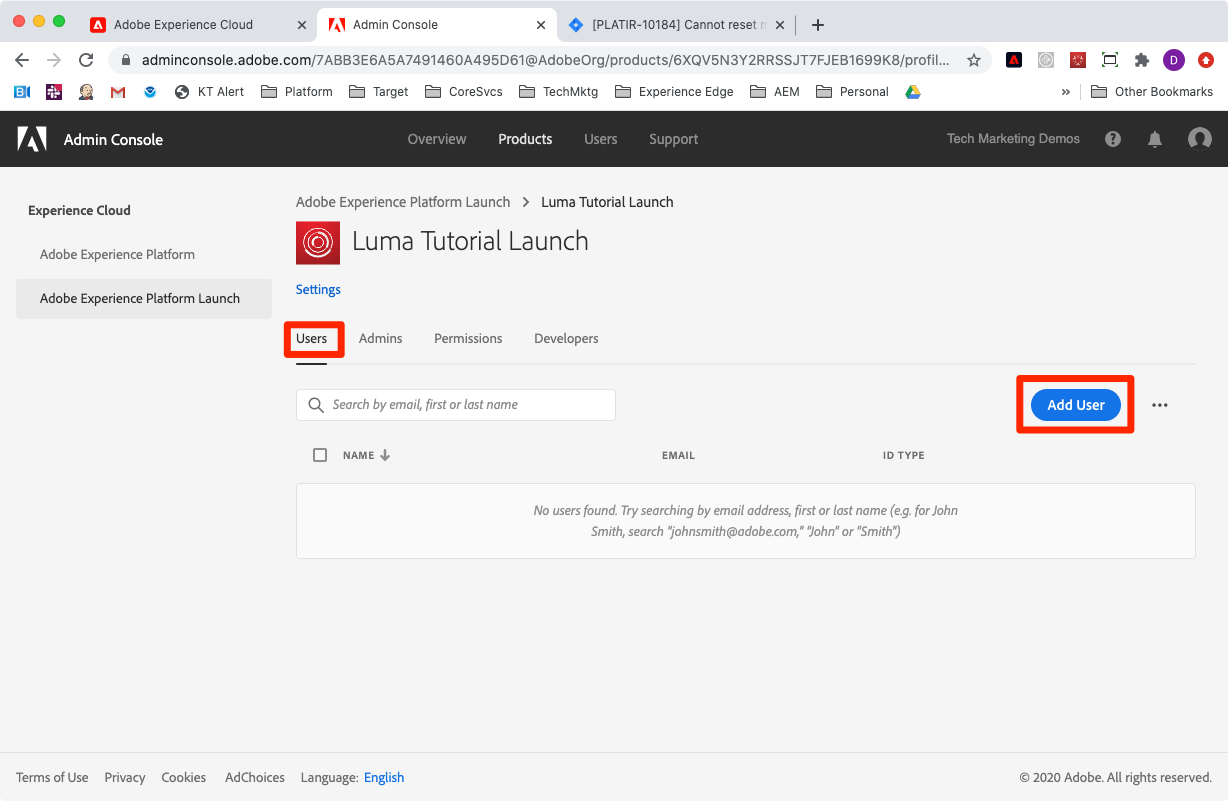 Adobe Experience Cloud
Admin Console
[PLATIR-10184] Cannot reset
adminconsole.adobe.com/7ABB3E6A5A7491460A495D61@AdobeOrg/products/6XQV5N3Y2RRSSJT7FJEB1699K8/profil...
D
KT Alert Platform Target CoreSvcs TechMktg Experience Edge AEM Personal » Other Bookmarks
Admin Console Overview Products Users Support Tech Marketing Demos
Experience Cloud
Adobe Experience Platform
Adobe Experience Platform Launch
Adobe Experience Platform Launch > Luma Tutorial Launch
Luma Tutorial Launch
Settings
Users Admins Permissions Developers
Search by email, first or last name
Add User
NAME EMAIL ID TYPE
No users found. Try searching by email address, first or last name (e.g. for John
Smith, search "johnsmith@adobe.com," "John" or "Smith")
Terms of Use Privacy Cookies AdChoices Language: English © 2020 Adobe. All rights reserved.